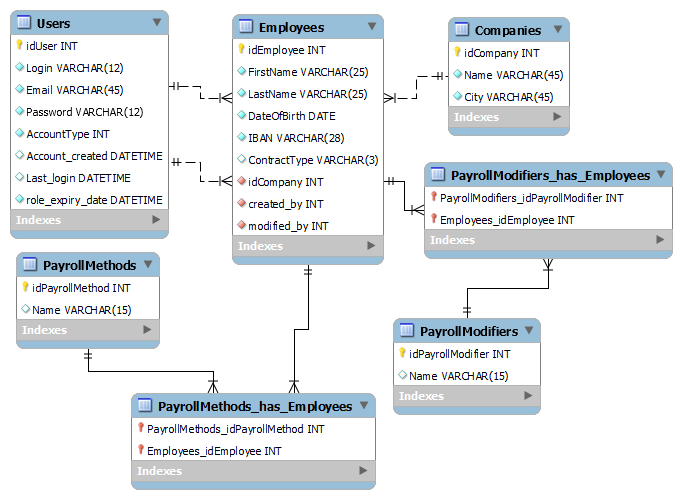 Users
idUser INT
Login VARCHAR(12)
Email VARCHAR(45)
Password VARCHAR(12)
AccountType INT
Account_created DATETIME
Last_login DATETIME
role_expiry_date DATETIME
Indexes
Employees
idEmployee INT
FirstName VARCHAR(25)
LastName VARCHAR(25)
DateOfBirth DATE
IBAN VARCHAR(28)
ContractType VARCHAR(3)
idCompany INT
created_by INT
modified_by INT
Indexes
Companies
idCompany INT
Name VARCHAR(45)
City VARCHAR(45)
Indexes
PayrollModifiers_has_Employees
PayrollModifiers_idPayrollModifier INT
Employees_idEmployee INT
Indexes
PayrollMethods
idPayrollMethod INT
Name VARCHAR(15)
Indexes
PayrollModifiers
idPayrollModifier INT
Name VARCHAR(15)
Indexes
PayrollMethods_has_Employees
PayrollMethods_idPayrollMethod INT
Employees_idEmployee INT
Indexes